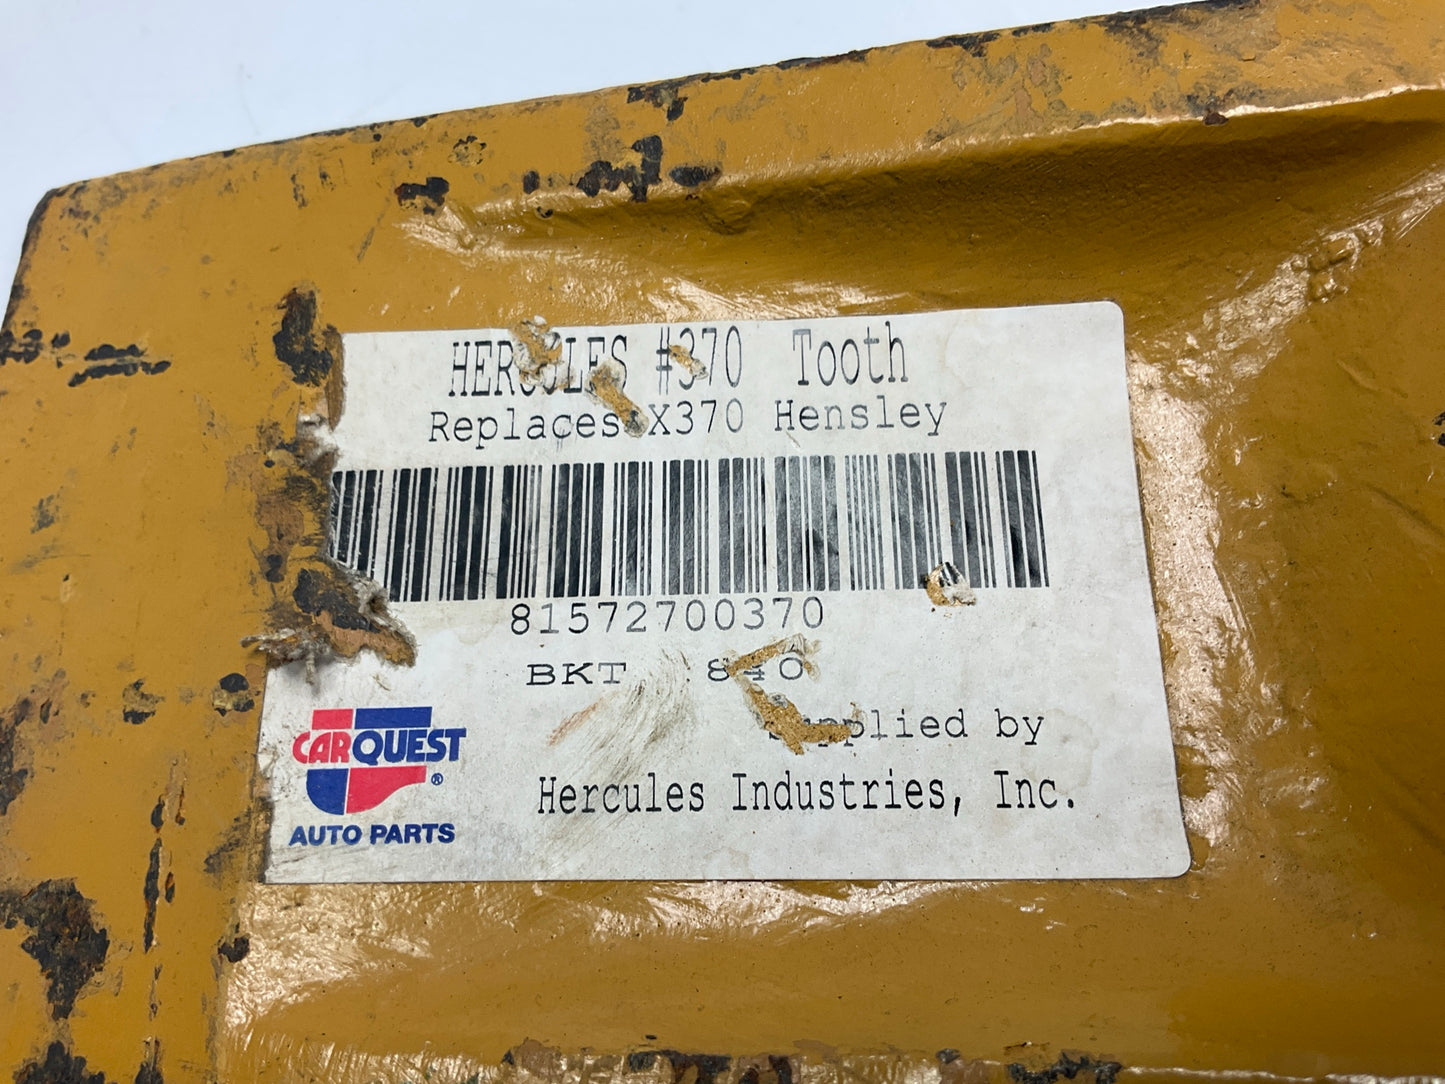 HERCULES #370 Tooth
Replaces X370 Hensley
81572700370
BKT 840
Supplied by
Hercules Industries, Inc.
CARQUEST®
AUTO PARTS